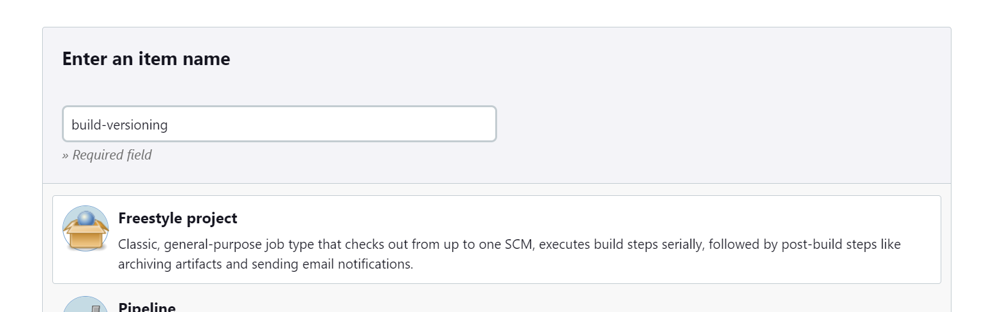 Enter an item name
build-versioning
» Required field
Freestyle project
Classic, general-purpose job type that checks out from up to one SCM, executes build steps serially, followed by post-build steps like
archiving artifacts and sending email notifications.
Pipeline